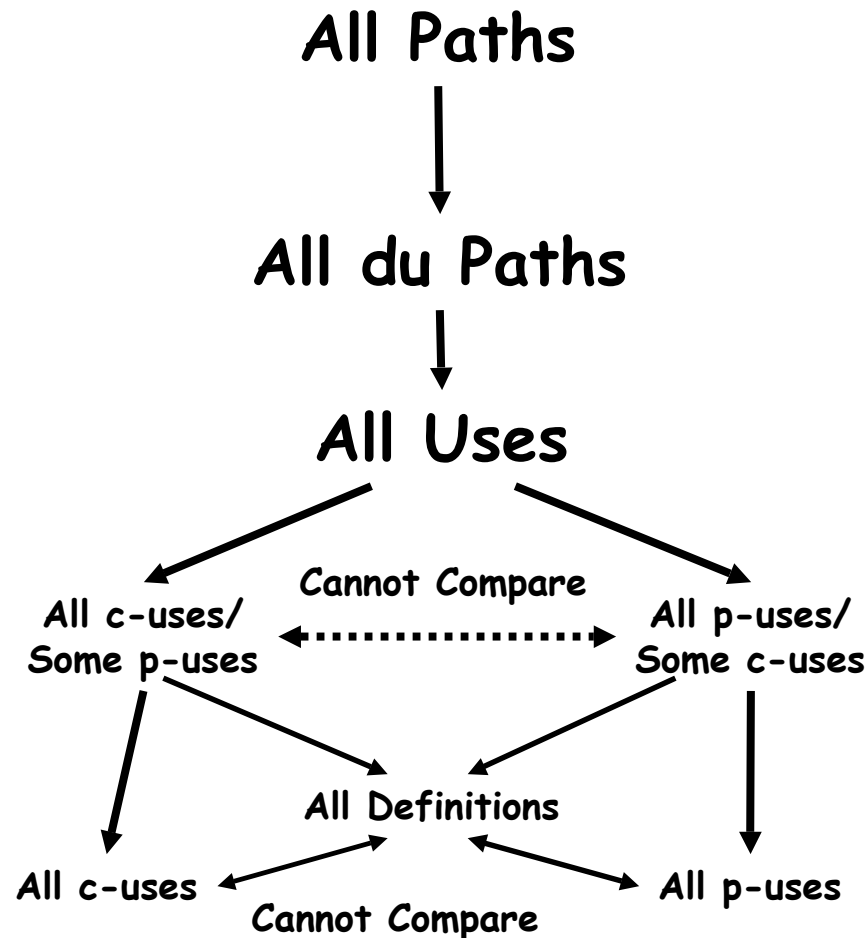 All Paths
All du Paths
All Uses
Cannot Compare
All c-uses/
Some p-uses
All p-uses/
Some c-uses
All Definitions
All c-uses
All p-uses
Cannot Compare